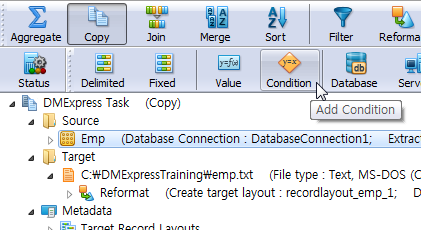 Aggregate Copy Join Merge Sort Filter Reformat
Status Delimited Fixed Value Condition Database Serv
Add Condition
DMExpress Task (Copy)
Source
Emp (Database Connection : DatabaseConnection1; Extract
Target
C:₩DMExpressTraining₩emp.txt (File type : Text, MS-DOS (C
Reformat (Create target layout : recordlayout_emp_1; D
Metadata
Target Record Layouts